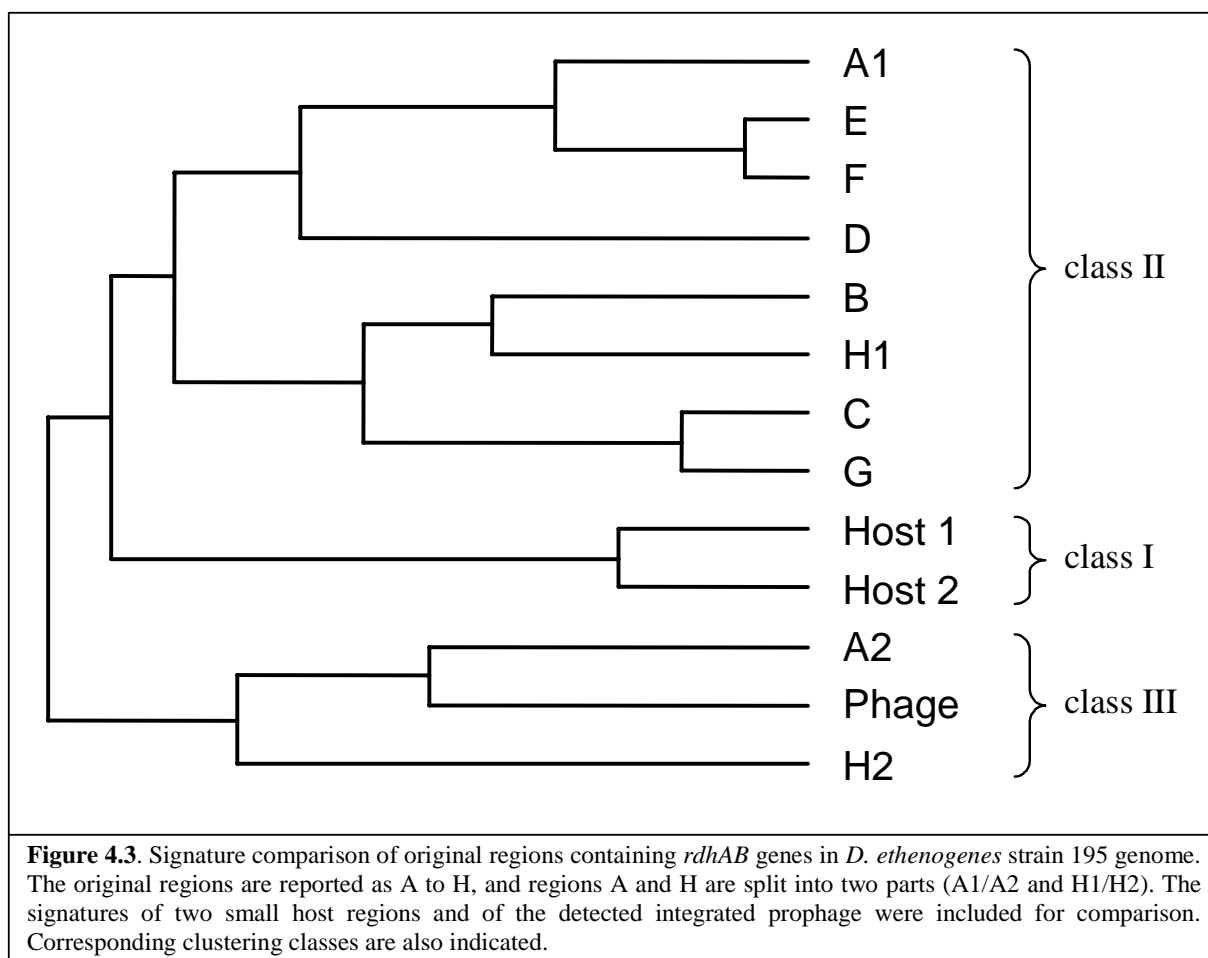 A1
E
F
D
B
H1
C
G
class II
Host 1
Host 2
class I
A2
Phage
H2
class III
Figure 4.3. Signature comparison of original regions containing rdhAB genes in D. ethenogenes strain 195 genome.
The original regions are reported as A to H, and regions A and H are split into two parts (A1/A2 and H1/H2). The
signatures of two small host regions and of the detected integrated prophage were included for comparison.
Corresponding clustering classes are also indicated.